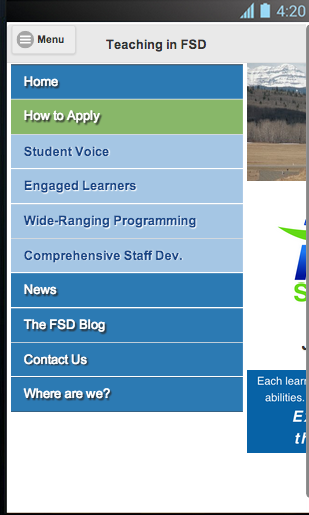 4:20
Menu
Teaching in FSD
Home
How to Apply
Student Voice
Engaged Learners
Wide-Ranging Programming
Comprehensive Staff Dev.
News
The FSD Blog
Contact Us
Where are we?
Each learn
abilities.